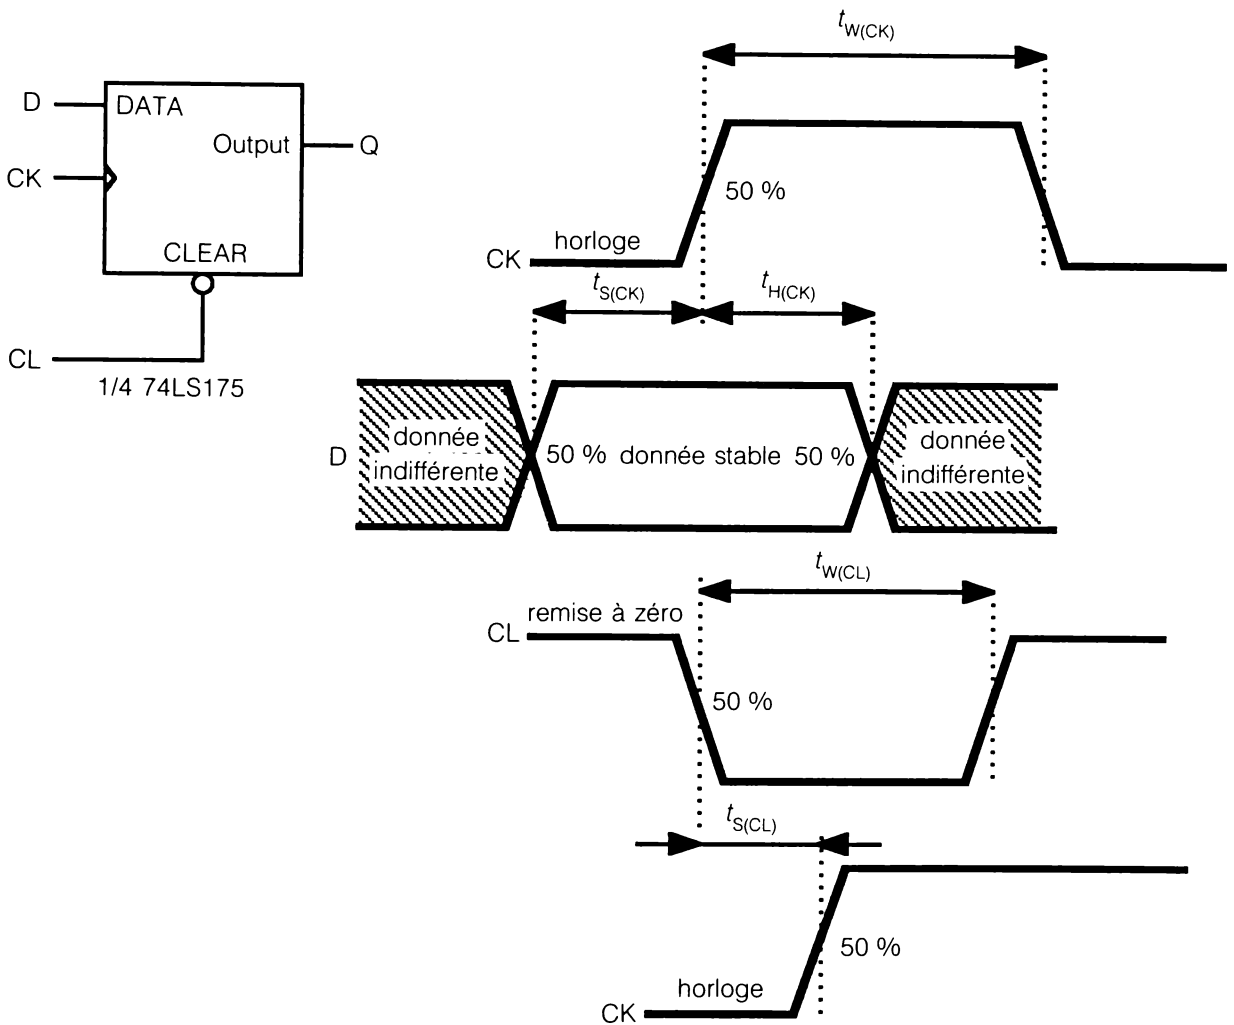 D
DATA
Output
Q
CK
CLEAR
CL
1/4 74LS175
tW(CK)
50 %
horloge
CK
tS(CK)
tH(CK)
D
donnée
indifférente
50 % donnée stable 50 %
donnée
indifférente
tW(CL)
remise à zéro
CL
50 %
tS(CL)
50 %
horloge
CK